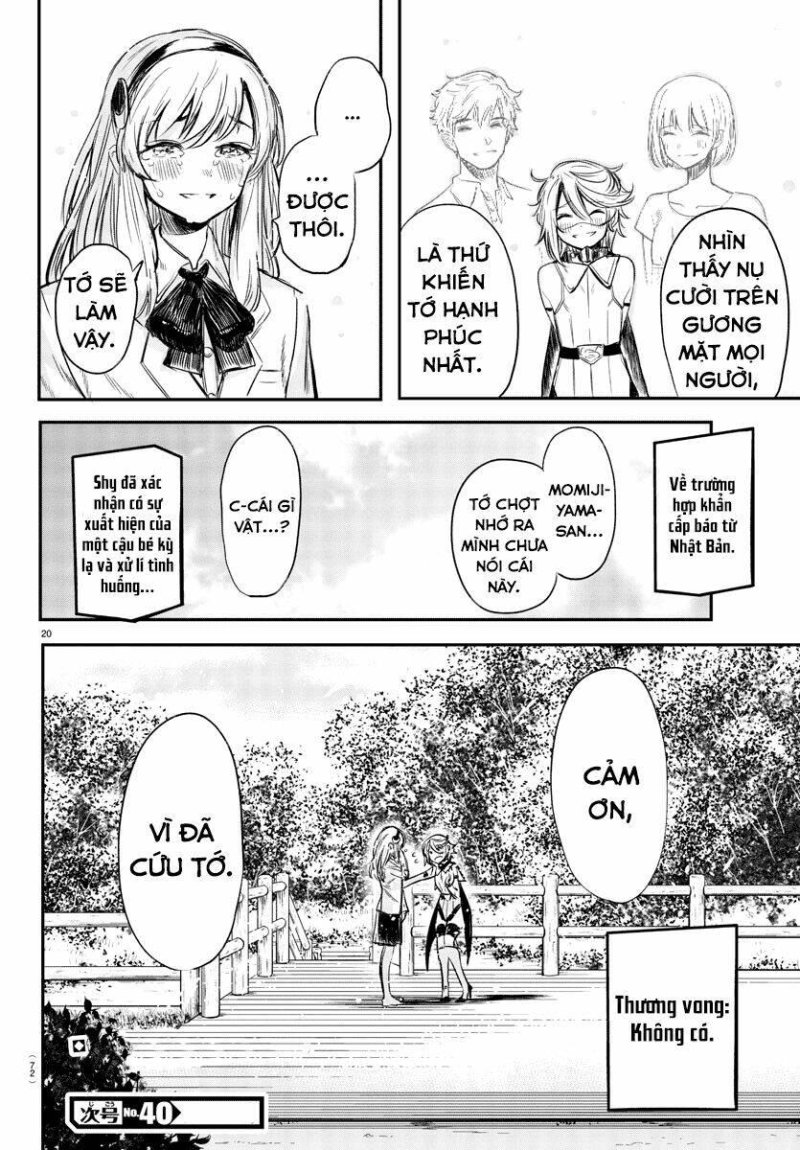 NHÌN
THẤY NỤ
CƯỜI TRÊN
GƯƠNG
MẶT MỌI
NGƯỜI,
LÀ THỨ
KHIẾN
TỚ HẠNH
PHÚC
NHẤT.
...
...
ĐƯỢC
THÔI.
TỚ SẼ
LÀM
VẬY.
Về trường
hợp khẩn
cấp báo từ
Nhật Bản.
MOMIJI-
YAMA-
SAN...
TỚ CHỢT
NHỚ RA
MÌNH CHƯA
NÓI CÁI
NÀY.
C-CÁI GÌ
VẬT...?
Shy đã xác
nhận có sự
xuất hiện của
một cậu bé kỳ
lạ và xử lí tình
huống...
20
CẢM
ƠN,
VÌ ĐÃ
CỨU TỚ.
Thương vong:
Không có.
(72)
次号 No.40